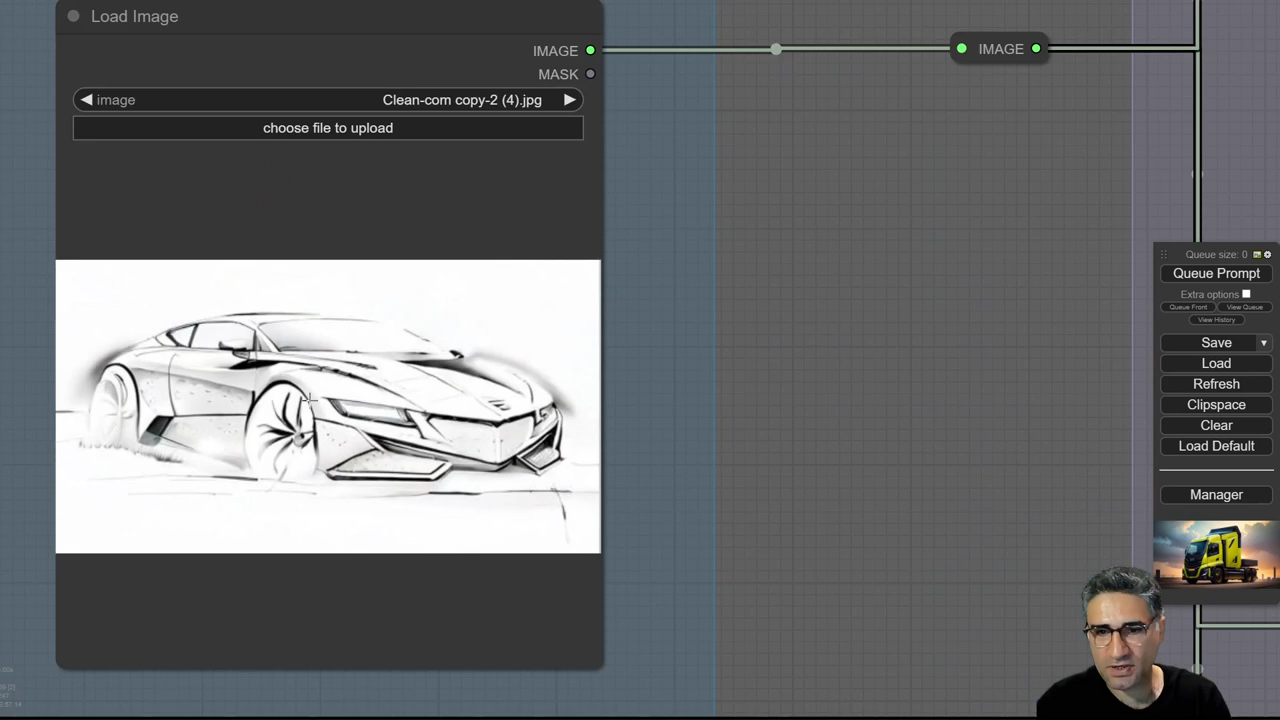 Load Image
IMAGE
MASK
image
Clean-com copy-2 (4).jpg
choose file to upload
IMAGE
Queue size: 0
Queue Prompt
Extra options
Queue Front
View Queue
View History
Save
Load
Refresh
Clipspace
Clear
Load Default
Manager